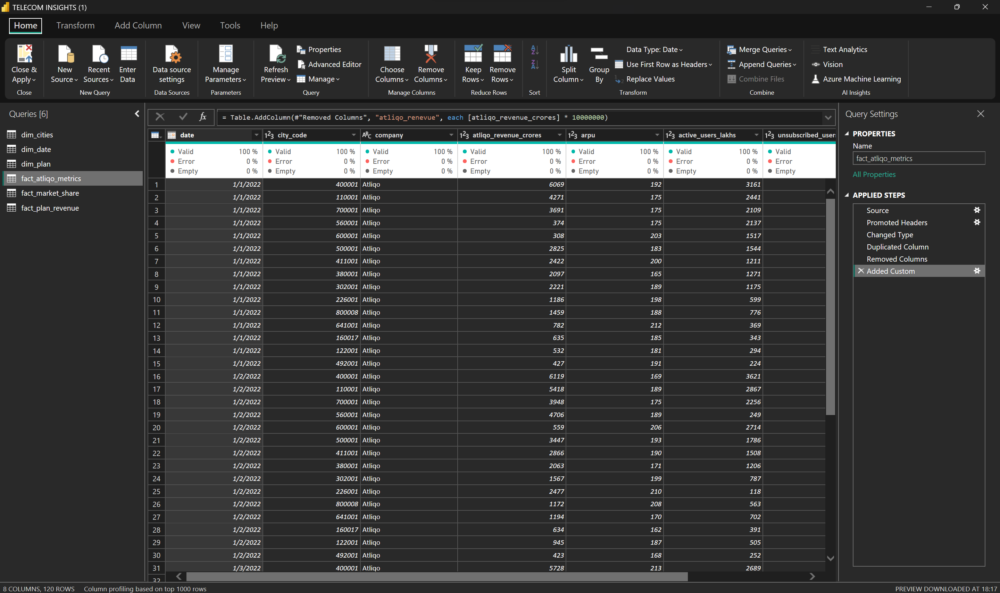 TELECOM INSIGHTS (1)
Home Transform Add Column View Tools Help
Close & Apply
Close
New Source
Recent Sources
Enter Data
New Query
Data source settings
Data Sources
Manage Parameters
Parameters
Refresh Preview
Properties
Advanced Editor
Manage
Query
Choose Columns
Remove Columns
Manage Columns
Keep Rows
Remove Rows
Reduce Rows
Sort
Split Column
Group By
Data Type: Date
Use First Row as Headers
Replace Values
Transform
Merge Queries
Append Queries
Combine Files
Combine
Text Analytics
Vision
Azure Machine Learning
AI Insights
Queries [6]
dim_cities
dim_date
dim_plan
fact_atliqo_metrics
fact_market_share
fact_plan_revenue
fx = Table.AddColumn(#"Removed Columns", "atliqo_renevue", each [atliqo_revenue_crores] * 10000000)
date 123 city_code ABC company 123 atliqo_revenue_crores 123 arpu 123 active_users_lakhs 123 unsubscribed_user
Valid 100 % Valid 100 % Valid 100 % Valid 100 % Valid 100 % Valid 100 % Valid
Error 0 % Error 0 % Error 0 % Error 0 % Error 0 % Error 0 % Error
Empty 0 % Empty 0 % Empty 0 % Empty 0 % Empty 0 % Empty 0 % Empty
1 1/1/2022 400001 Atliqo 6069 192 3161
2 1/1/2022 110001 Atliqo 4271 175 2441
3 1/1/2022 700001 Atliqo 3691 175 2109
4 1/1/2022 560001 Atliqo 374 175 2137
5 1/1/2022 600001 Atliqo 308 203 1517
6 1/1/2022 500001 Atliqo 2825 183 1544
7 1/1/2022 411001 Atliqo 2422 200 1211
8 1/1/2022 380001 Atliqo 2097 165 1271
9 1/1/2022 302001 Atliqo 2221 189 1175
10 1/1/2022 226001 Atliqo 1186 198 599
11 1/1/2022 800008 Atliqo 1459 188 776
12 1/1/2022 641001 Atliqo 782 212 369
13 1/1/2022 160017 Atliqo 635 185 343
14 1/1/2022 122001 Atliqo 532 181 294
15 1/1/2022 492001 Atliqo 427 191 224
16 1/2/2022 400001 Atliqo 6119 169 3621
17 1/2/2022 110001 Atliqo 5418 189 2867
18 1/2/2022 700001 Atliqo 3948 175 2256
19 1/2/2022 560001 Atliqo 4706 189 249
20 1/2/2022 600001 Atliqo 559 206 2714
21 1/2/2022 500001 Atliqo 3447 193 1786
22 1/2/2022 411001 Atliqo 2866 190 1508
23 1/2/2022 380001 Atliqo 2063 171 1206
24 1/2/2022 302001 Atliqo 1567 199 787
25 1/2/2022 226001 Atliqo 2477 210 118
26 1/2/2022 800008 Atliqo 1172 208 563
27 1/2/2022 641001 Atliqo 1194 170 702
28 1/2/2022 160017 Atliqo 634 162 391
29 1/2/2022 122001 Atliqo 945 187 505
30 1/2/2022 492001 Atliqo 423 168 252
31 1/3/2022 400001 Atliqo 5728 213 2689
32
Query Settings
PROPERTIES
Name
fact_atliqo_metrics
All Properties
APPLIED STEPS
Source
Promoted Headers
Changed Type
Duplicated Column
Removed Columns
Added Custom
8 COLUMNS, 120 ROWS Column profiling based on top 1000 rows
PREVIEW DOWNLOADED AT 18:17